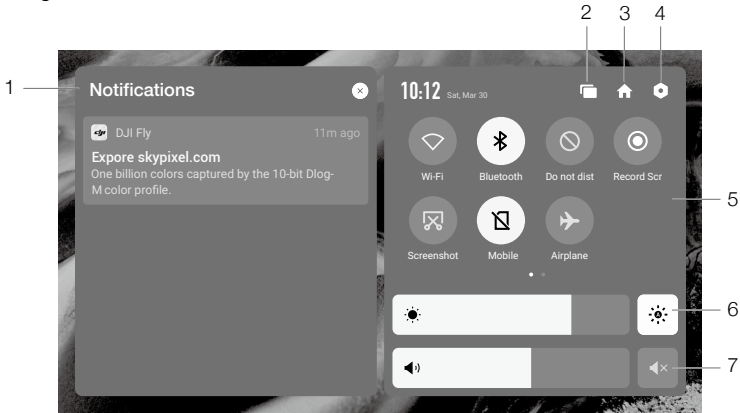 2 3 4
1
Notifications
10:12 Sat, Mar 30
dji DJI Fly 11m ago
Expore skypixel.com
One billion colors captured by the 10-bit Dlog-
M color profile.
Wi-Fi Bluetooth Do not dist Record Scr
5
Screenshot Mobile Airplane
6
7